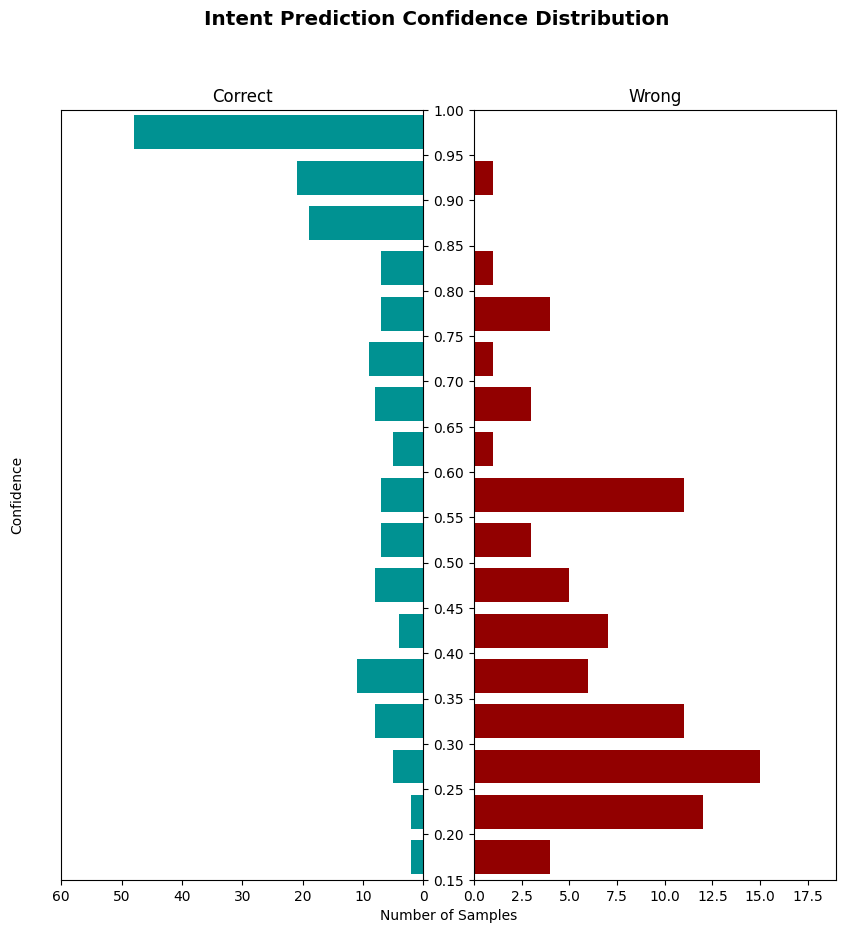 Intent Prediction Confidence Distribution
Correct
Wrong
1.00
0.95
0.90
0.85
0.80
0.75
0.70
0.65
0.60
0.55
0.50
0.45
0.40
0.35
0.30
0.25
0.20
0.15
Confidence
60 50 40 30 20 10 0
0.0 2.5 5.0 7.5 10.0 12.5 15.0 17.5
Number of Samples